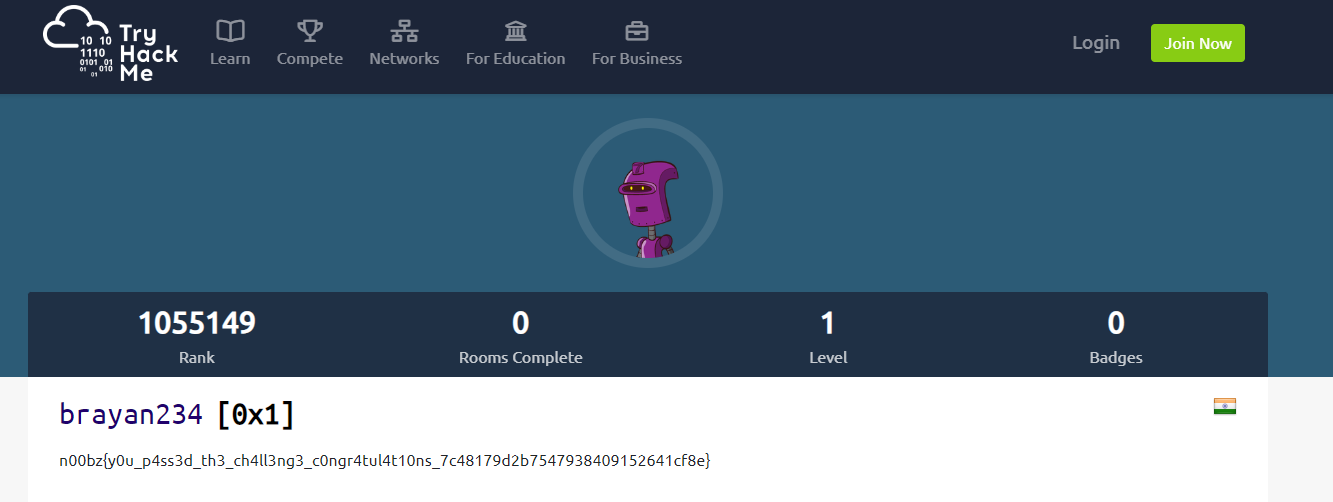 Try
Hack
Me
10 10
1110
0101 01
01 010
Learn Compete Networks For Education For Business
Login Join Now
1055149 0 1 0
Rank Rooms Complete Level Badges
brayan234 [0x1]
n00bz{y0u_p4ss3d_th3_ch4ll3ng3_c0ngr4tul4t10ns_7c48179d2b7547938409152641cf8e}